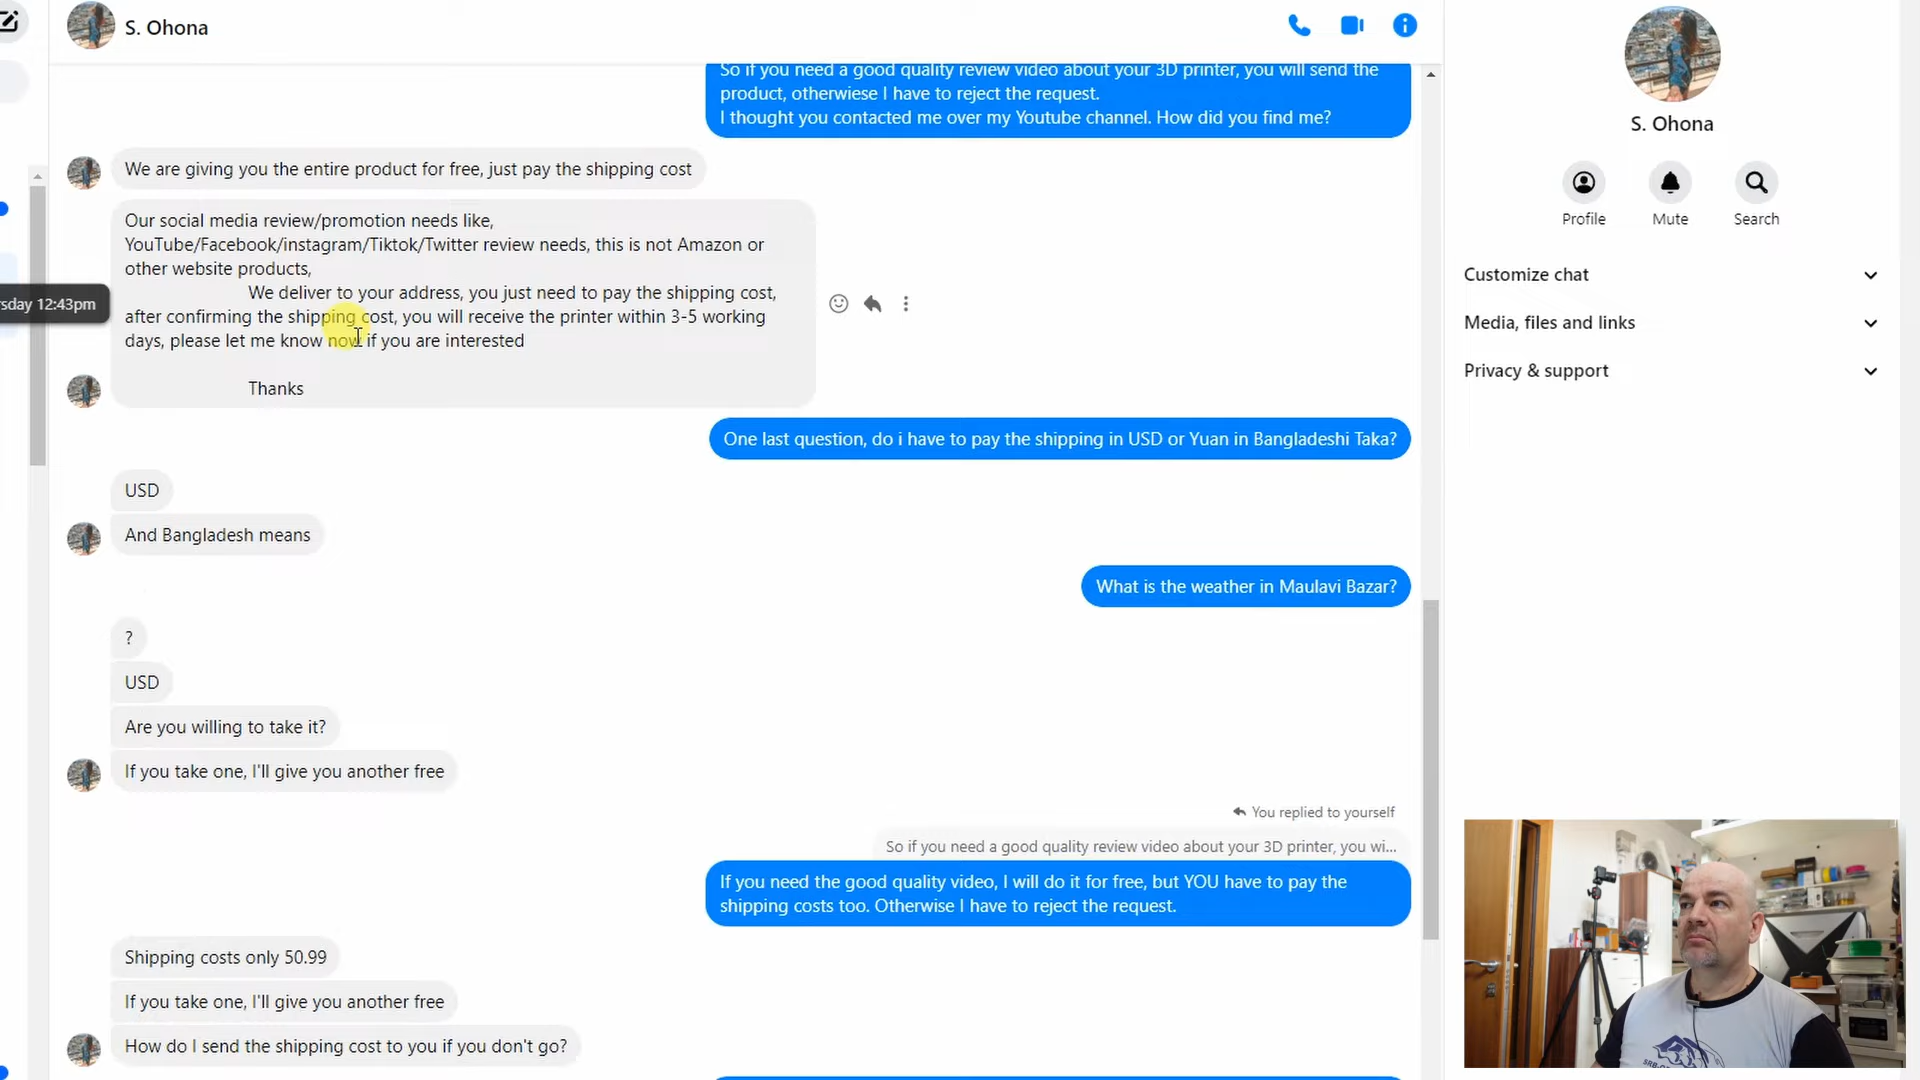 S. Ohona
So if you need a good quality review video about your 3D printer, you will send the
product, otherwiese I have to reject the request.
I thought you contacted me over my Youtube channel. How did you find me?
We are giving you the entire product for free, just pay the shipping cost
Our social media review/promotion needs like,
YouTube/Facebook/instagram/Tiktok/Twitter review needs, this is not Amazon or
other website products,
We deliver to your address, you just need to pay the shipping cost,
after confirming the shipping cost, you will receive the printer within 3-5 working
days, please let me know now if you are interested
Thanks
rsday 12:43pm
One last question, do i have to pay the shipping in USD or Yuan in Bangladeshi Taka?
USD
And Bangladesh means
What is the weather in Maulavi Bazar?
?
USD
Are you willing to take it?
If you take one, I'll give you another free
You replied to yourself
So if you need a good quality review video about your 3D printer, you wi...
If you need the good quality video, I will do it for free, but YOU have to pay the
shipping costs too. Otherwise I have to reject the request.
Shipping costs only 50.99
If you take one, I'll give you another free
How do I send the shipping cost to you if you don't go?
S. Ohona
Profile
Mute
Search
Customize chat
Media, files and links
Privacy & support